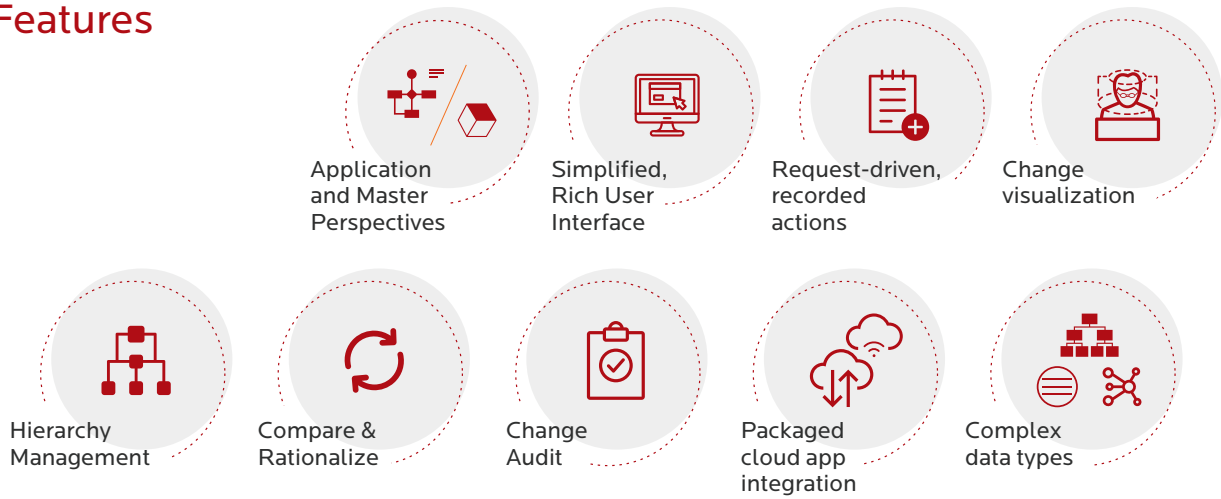 Features
Application
and Master
Perspectives
Simplified,
Rich User
Interface
Request-driven,
recorded
actions
Change
visualization
Hierarchy
Management
Compare &
Rationalize
Change
Audit
Packaged
cloud app
integration
Complex
data types